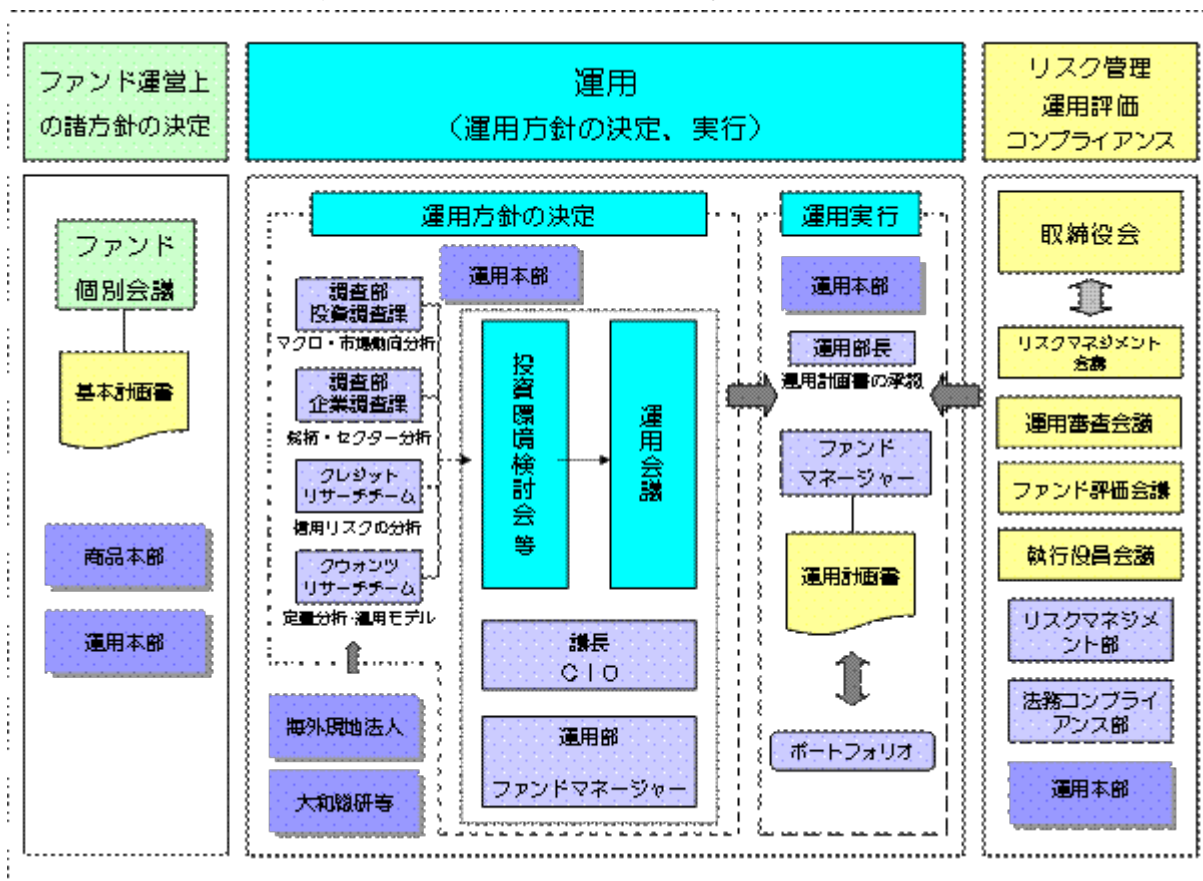 ファンド運営上
の諸方針の決定
運用
（運用方針の決定、実行）
リスク管理
運用評価
コンプライアンス
ファンド
個別会議
基本計画書
商品本部
運用本部
運用方針の決定
運用本部
調査部
投資調査課
マクロ・市場動向分析
調査部
企業調査課
銘柄・セクター分析
クレジット
リサーチチーム
信用リスクの分析
クウォンツ
リサーチチーム
定量分析・運用モデル
海外現地法人
大和総研等
投資環境検討会等
運用会議
議長
CIO
運用部
ファンドマネージャー
運用実行
運用本部
運用部長
運用計画書の承認
ファンド
マネージャー
運用計画書
ポートフォリオ
取締役会
リスクマネジメント
会議
運用審査会議
ファンド評価会議
執行役員会議
リスクマネジメ
ント部
法務コンプライ
アンス部
運用本部